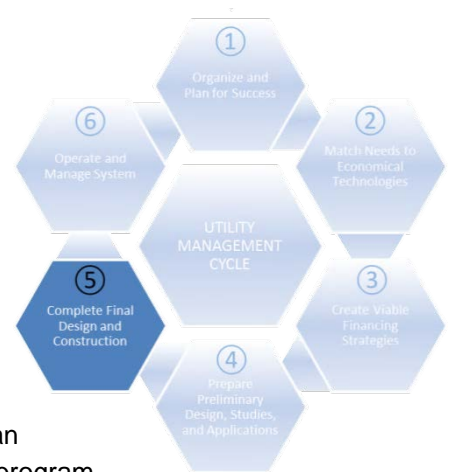 ①
Organize and
Plan for Success
②
Match Needs to
Economical
Technologies
③
Create Viable
Financing
Strategies
④
Prepare
Preliminary
Design, Studies,
and Applications
⑤
Complete Final
Design and
Construction
⑥
Operate and
Manage System
UTILITY
MANAGEMENT
CYCLE
an
program